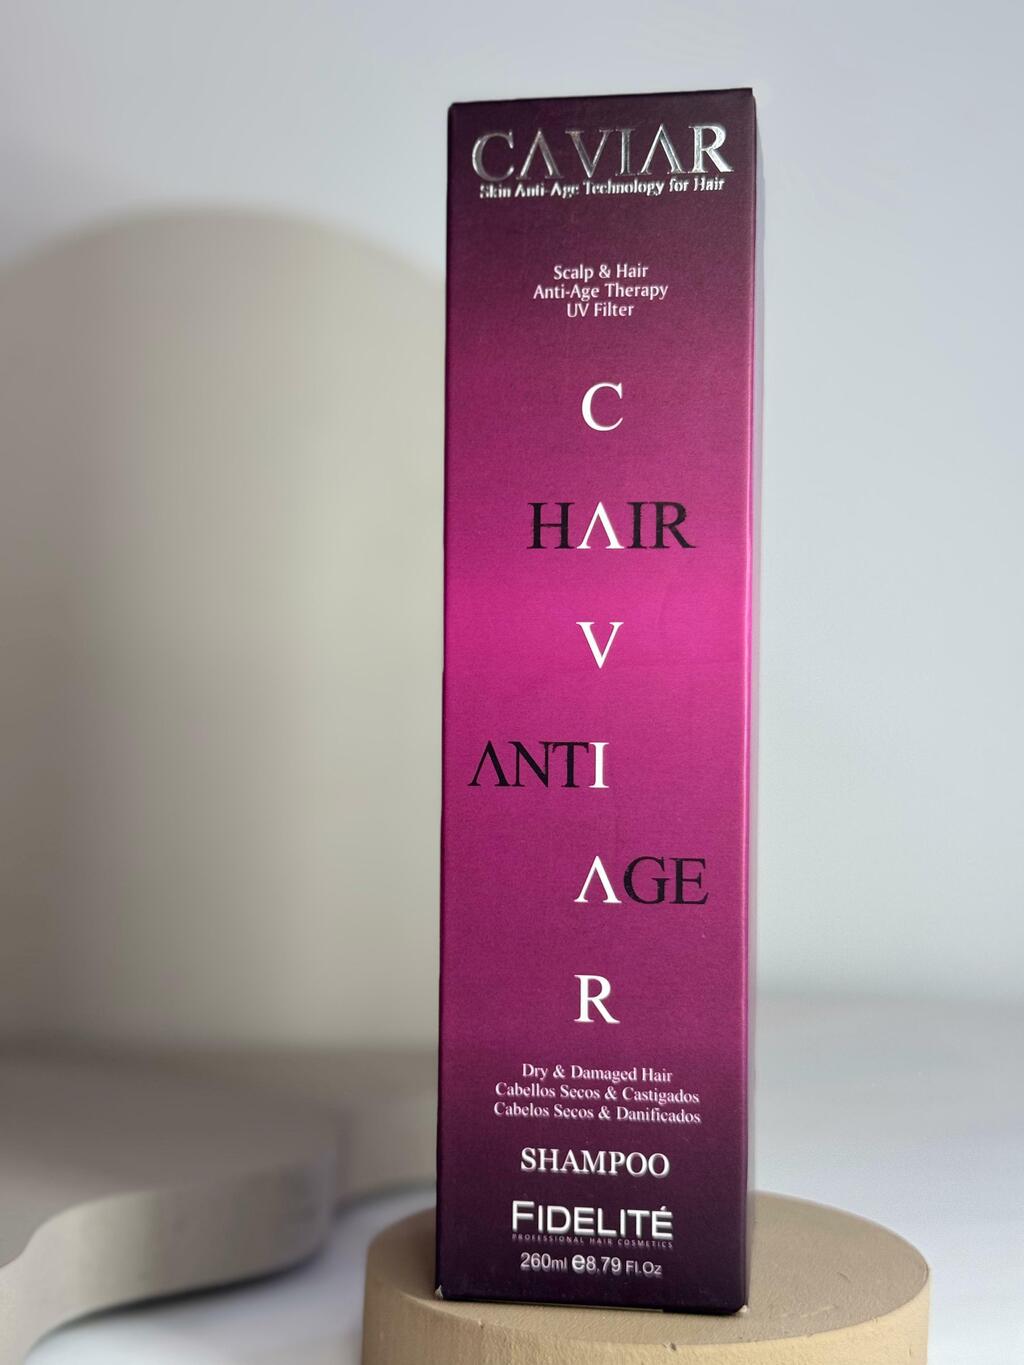 CAVIAR
Skin Anti-Age Technology for Hair
Scalp & Hair
Anti-Age Therapy
UV Filter
C
HAIR
V
ANTI
AGE
R
Dry & Damaged Hair
Cabellos Secos & Castigados
Cabelos Secos & Danificados
SHAMPOO
FIDELITÉ
PROFESSIONAL HAIR COSMETICS
260ml e8.79 Fl.Oz